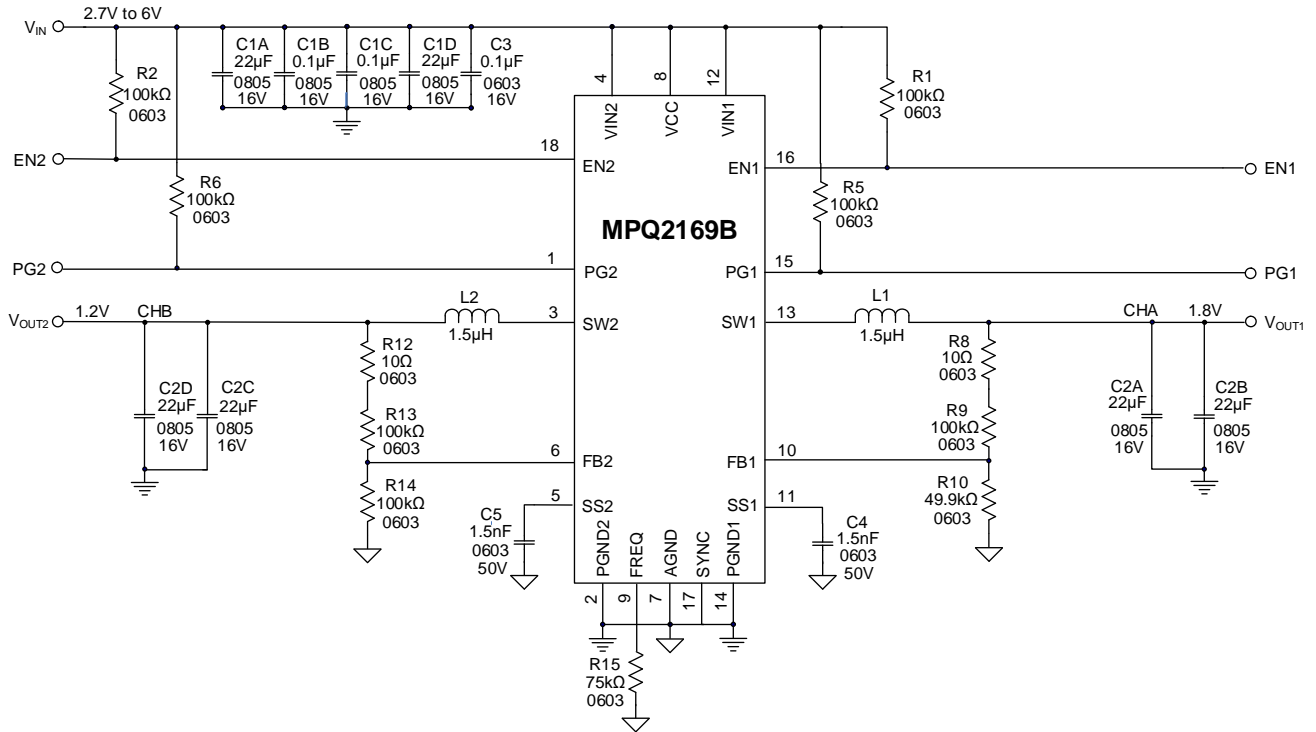 2.7V to 6V
VIN
C1A
22µF
0805
16V
C1B
0.1µF
0805
16V
C1C
0.1µF
0805
16V
C1D
22µF
0805
16V
C3
0.1µF
0603
16V
R2
100kΩ
0603
R1
100kΩ
0603
4
8
12
VIN2
VCC
VIN1
EN2
18
EN2
EN1
16
EN1
R6
100kΩ
0603
R5
100kΩ
0603
MPQ2169B
PG2
1
PG2
PG1
15
PG1
VOUT2
1.2V
CHB
L2
1.5µH
3
SW2
SW1
13
L1
1.5µH
CHA
1.8V
VOUT1
R12
10Ω
0603
R8
10Ω
0603
C2D
22µF
0805
16V
C2C
22µF
0805
16V
R13
100kΩ
0603
R9
100kΩ
0603
C2A
22µF
0805
16V
C2B
22µF
0805
16V
6
FB2
FB1
10
R14
100kΩ
0603
R10
49.9kΩ
0603
5
SS2
SS1
11
C5
1.5nF
0603
50V
C4
1.5nF
0603
50V
PGND2
FREQ
AGND
SYNC
PGND1
2
9
7
17
14
R15
75kΩ
0603